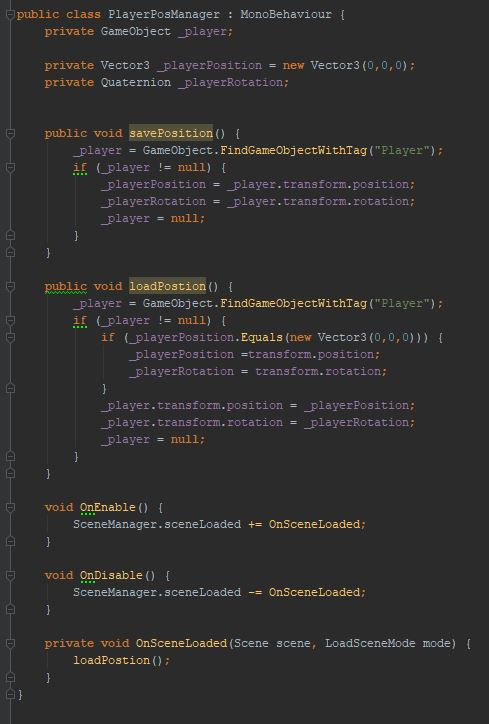 public class PlayerPosManager : MonoBehaviour {
    private GameObject _player;

    private Vector3 _playerPosition = new Vector3(0,0,0);
    private Quaternion _playerRotation;


    public void savePosition() {
        _player = GameObject.FindGameObjectWithTag("Player");
        if (_player != null) {
            _playerPosition = _player.transform.position;
            _playerRotation = _player.transform.rotation;
            _player = null;
        }
    }

    public void loadPostion() {
        _player = GameObject.FindGameObjectWithTag("Player");
        if (_player != null) {
            if (_playerPosition.Equals(new Vector3(0,0,0))) {
                _playerPosition =transform.position;
                _playerRotation = transform.rotation;
            }
            _player.transform.position = _playerPosition;
            _player.transform.rotation = _playerRotation;
            _player = null;
        }
    }

    void OnEnable() {
        SceneManager.sceneLoaded += OnSceneLoaded;
    }

    void OnDisable() {
        SceneManager.sceneLoaded -= OnSceneLoaded;
    }

    private void OnSceneLoaded(Scene scene, LoadSceneMode mode) {
        loadPostion();
    }
}